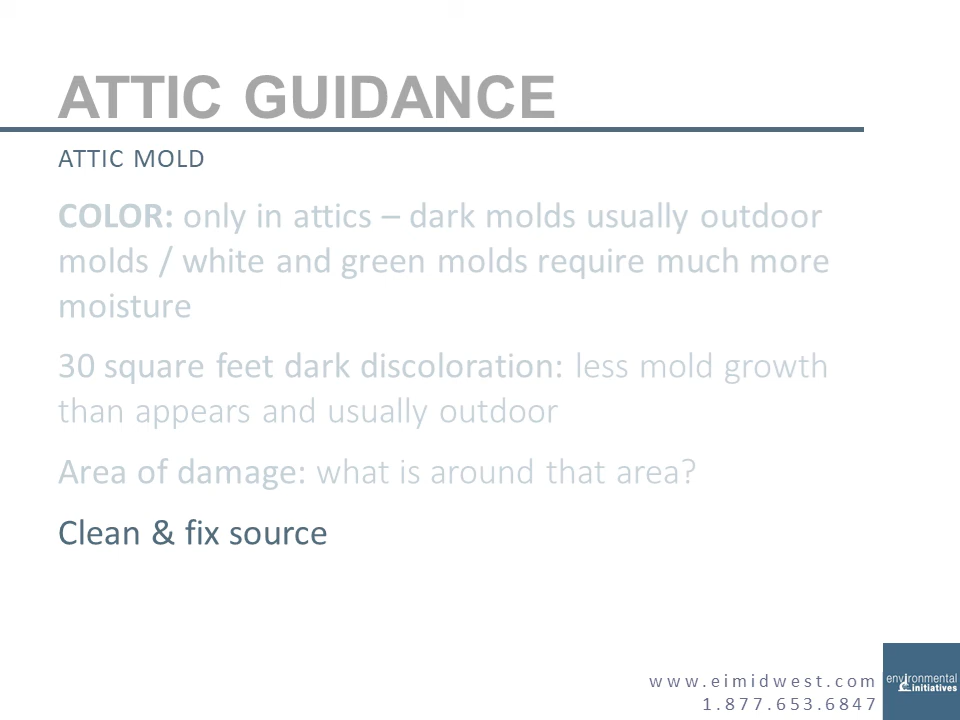 ATTIC GUIDANCE
ATTIC MOLD
COLOR: only in attics – dark molds usually outdoor
molds / white and green molds require much more
moisture
30 square feet dark discoloration: less mold growth
than appears and usually outdoor
Area of damage: what is around that area?
Clean & fix source
www.eimidwest.com
1.877.653.6847
environmental
initiatives